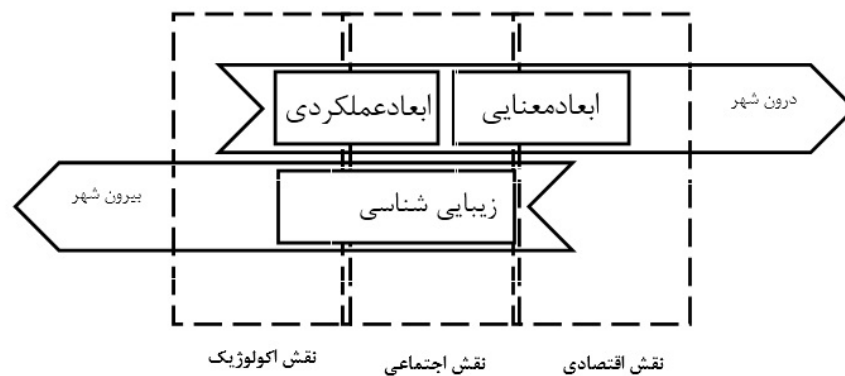 درون شهر
ابعادمعنایی
ابعادعملکردی
زیبایی شناسی
بیرون شهر
نقش اقتصادی
نقش اجتماعی
نقش اکولوژیک